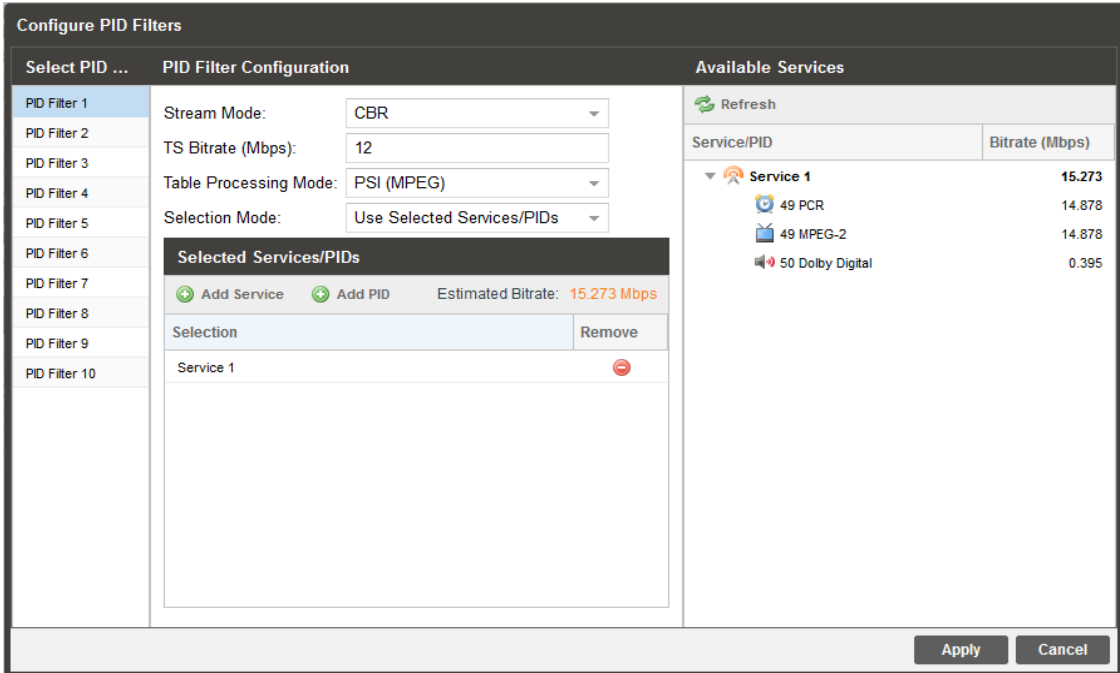 Configure PID Filters
Select PID ...
PID Filter 1
PID Filter 2
PID Filter 3
PID Filter 4
PID Filter 5
PID Filter 6
PID Filter 7
PID Filter 8
PID Filter 9
PID Filter 10
PID Filter Configuration
Stream Mode: CBR
TS Bitrate (Mbps): 12
Table Processing Mode: PSI (MPEG)
Selection Mode: Use Selected Services/PIDs
Selected Services/PIDs
Add Service Add PID Estimated Bitrate: 15.273 Mbps
Selection Remove
Service 1
Available Services
Refresh
Service/PID Bitrate (Mbps)
Service 1 15.273
49 PCR 14.878
49 MPEG-2 14.878
50 Dolby Digital 0.395
Apply Cancel